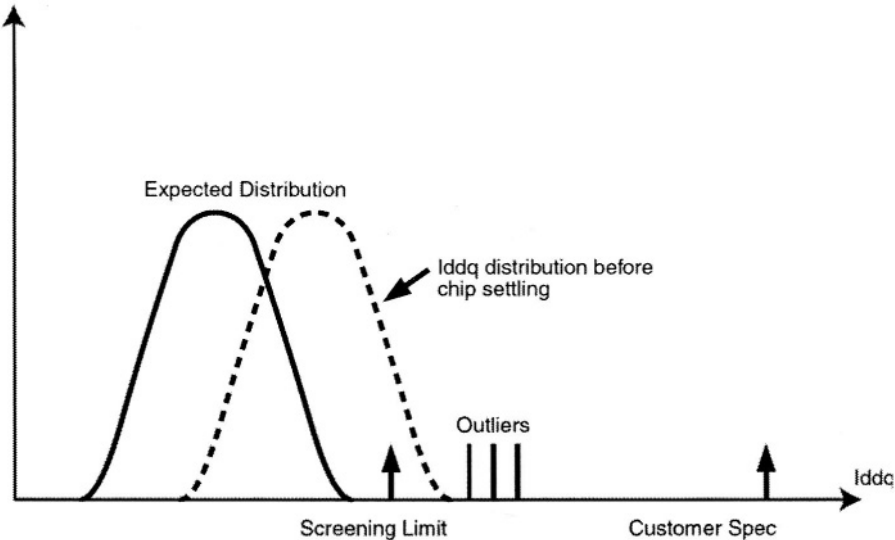 Expected Distribution
Iddq distribution before
chip settling
Outliers
Iddq
Screening Limit
Customer Spec